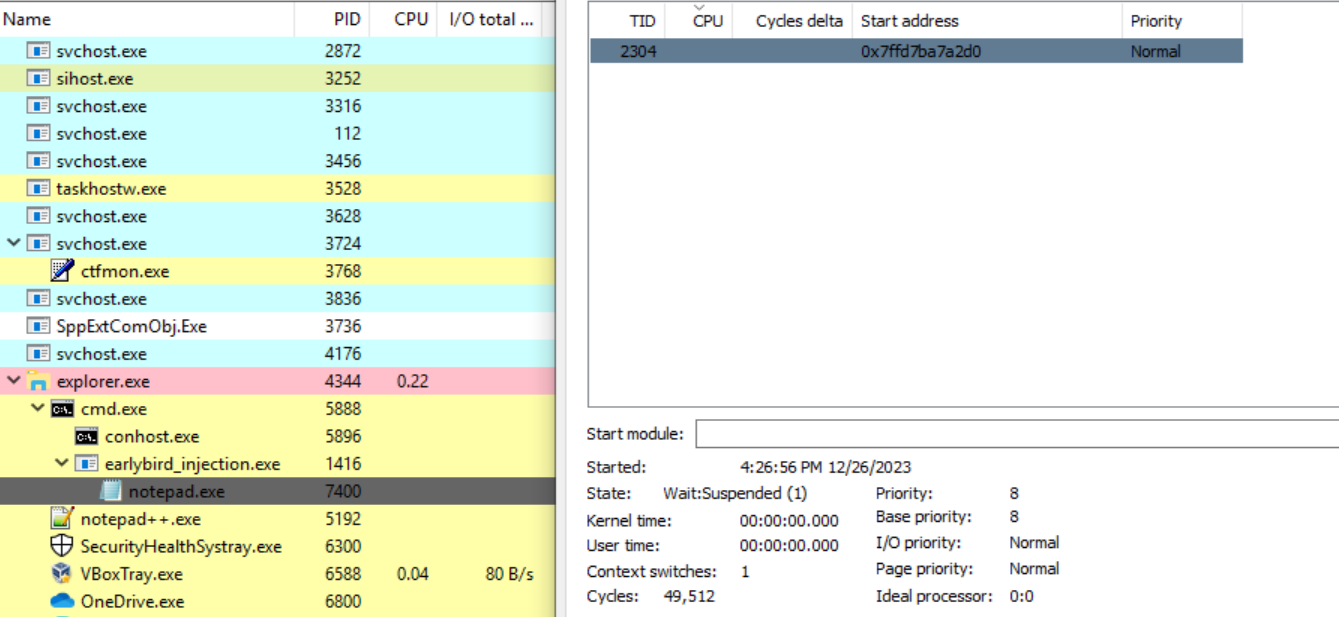 Name PID CPU I/O total ...
svchost.exe 2872
sihost.exe 3252
svchost.exe 3316
svchost.exe 112
svchost.exe 3456
taskhostw.exe 3528
svchost.exe 3628
svchost.exe 3724
ctfmon.exe 3768
svchost.exe 3836
SppExtComObj.Exe 3736
svchost.exe 4176
explorer.exe 4344 0.22
cmd.exe 5888
conhost.exe 5896
earlybird_injection.exe 1416
notepad.exe 7400
notepad++.exe 5192
SecurityHealthSystray.exe 6300
VBoxTray.exe 6588 0.04 80 B/s
OneDrive.exe 6800
TID CPU Cycles delta Start address Priority
2304 0x7ffd7ba7a2d0 Normal
Start module:
Started: 4:26:56 PM 12/26/2023
State: Wait:Suspended (1) Priority: 8
Kernel time: 00:00:00.000 Base priority: 8
User time: 00:00:00.000 I/O priority: Normal
Context switches: 1 Page priority: Normal
Cycles: 49,512 Ideal processor: 0:0